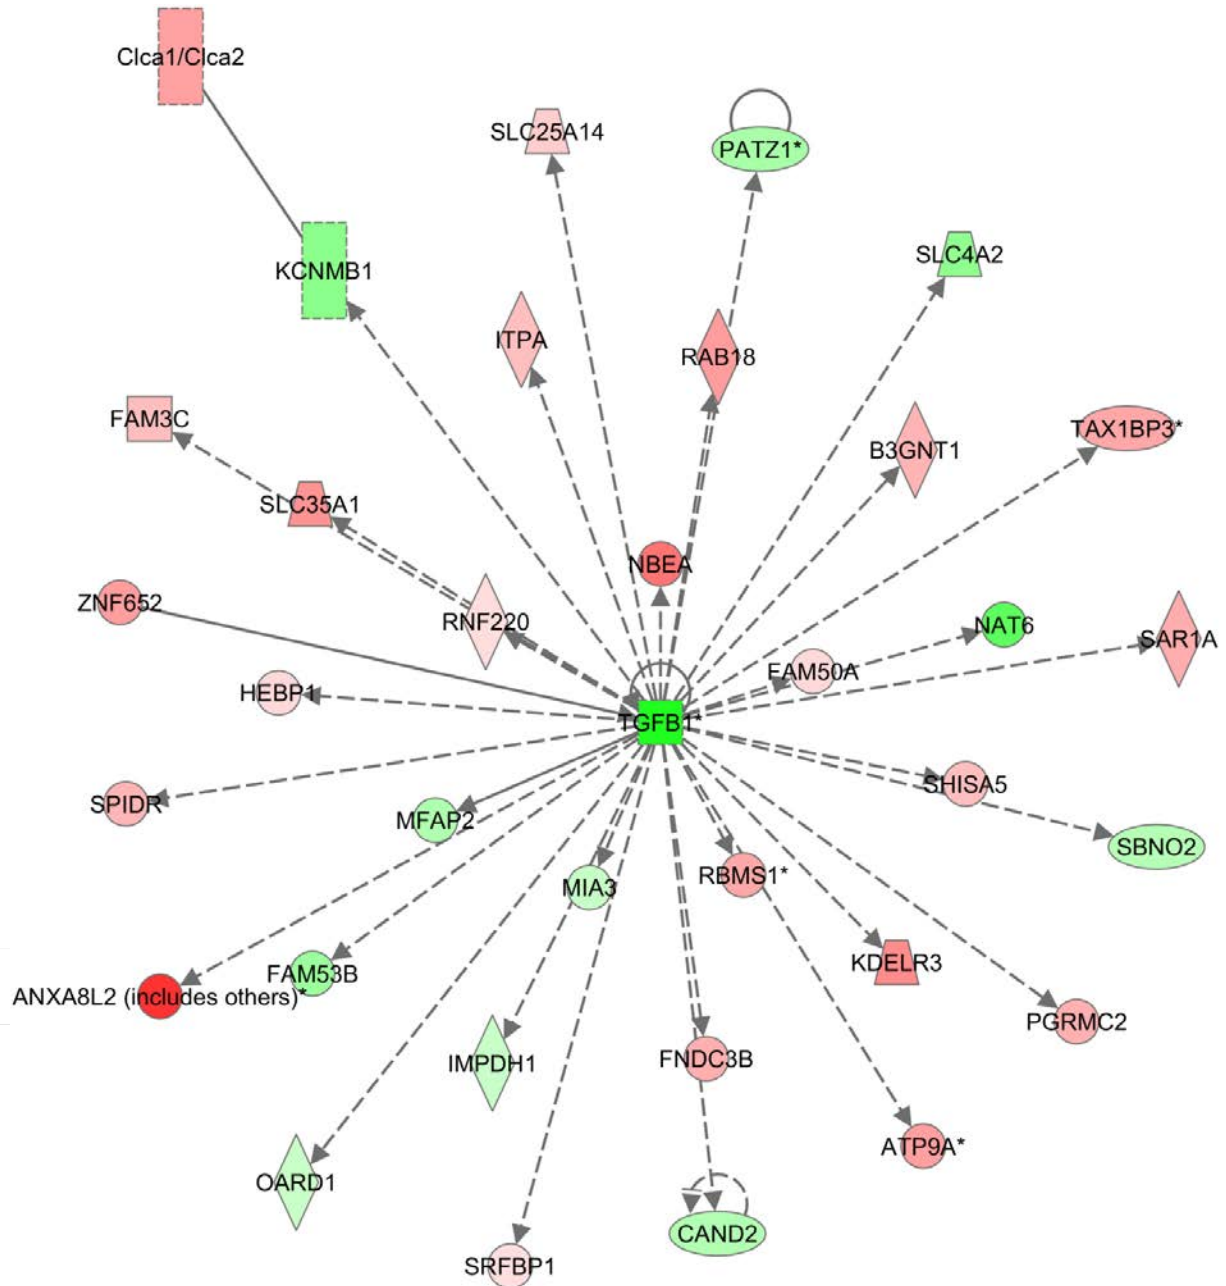 Clca1/Clca2
SLC25A14
PATZ1*
SLC4A2
KCNMB1
ITPA
RAB18
FAM3C
TAX1BP3*
B3GNT1
SLC35A1
NBEA
ZNF652
RNF220
NAT6
SAR1A
FAM50A
HEBP1
TGFB1*
SHISA5
SPIDR
MFAP2
SBNO2
RBMS1*
MIA3
KDELR3
FAM53B
ANXA8L2 (includes others)*
PGRMC2
IMPDH1
FNDC3B
ATP9A*
OARD1
CAND2
SRFBP1